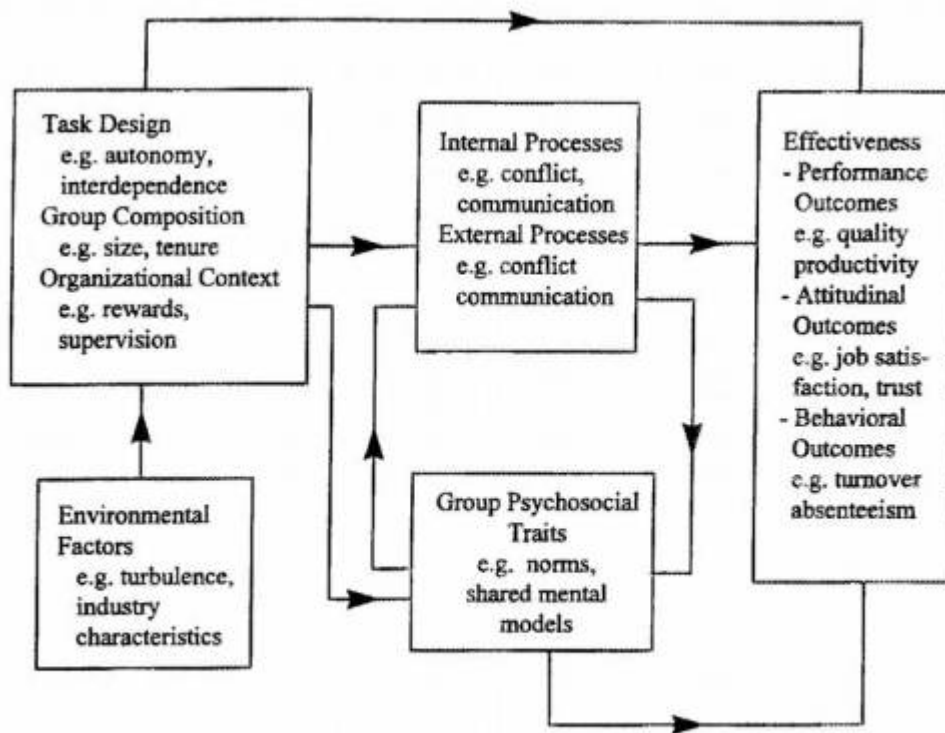 Task Design
e.g. autonomy,
interdependence
Group Composition
e.g. size, tenure
Organizational Context
e.g. rewards,
supervision
Environmental
Factors
e.g. turbulence,
industry
characteristics
Internal Processes
e.g. conflict,
communication
External Processes
e.g. conflict
communication
Group Psychosocial
Traits
e.g. norms,
shared mental
models
Effectiveness
- Performance
Outcomes
e.g. quality
productivity
- Attitudinal
Outcomes
e.g. job satis-
faction, trust
- Behavioral
Outcomes
e.g. turnover
absenteeism